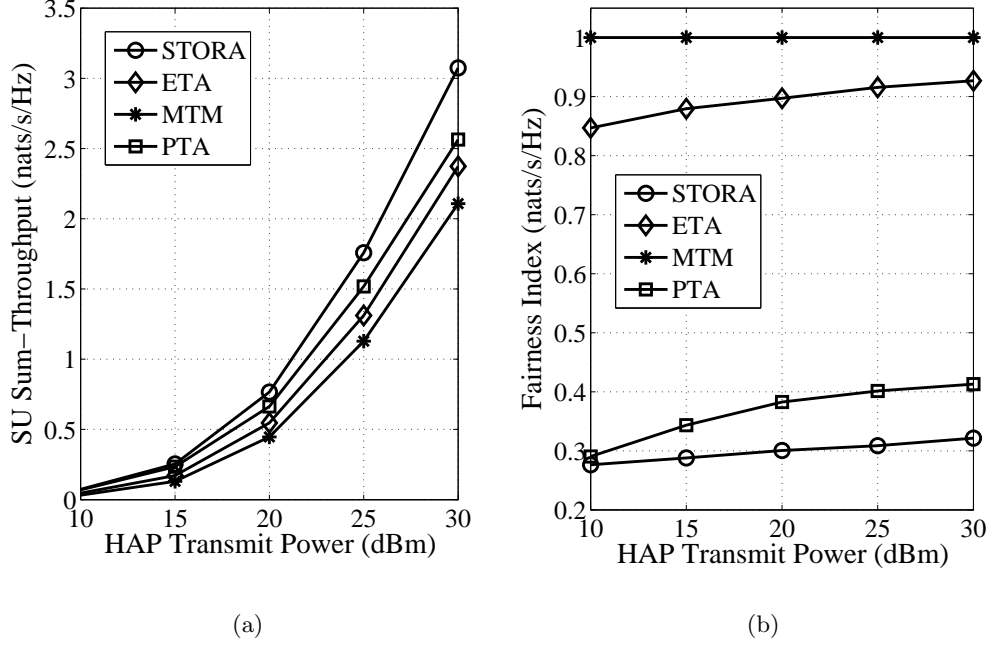 3.5
3
2.5
2
1.5
1
0.5
0
10
15
20
25
30
SU Sum−Throughput (nats/s/Hz)
HAP Transmit Power (dBm)
STORA
ETA
MTM
PTA
(a)
1
0.9
0.8
0.7
0.6
0.5
0.4
0.3
0.2
10
15
20
25
30
Fairness Index (nats/s/Hz)
HAP Transmit Power (dBm)
STORA
ETA
MTM
PTA
(b)